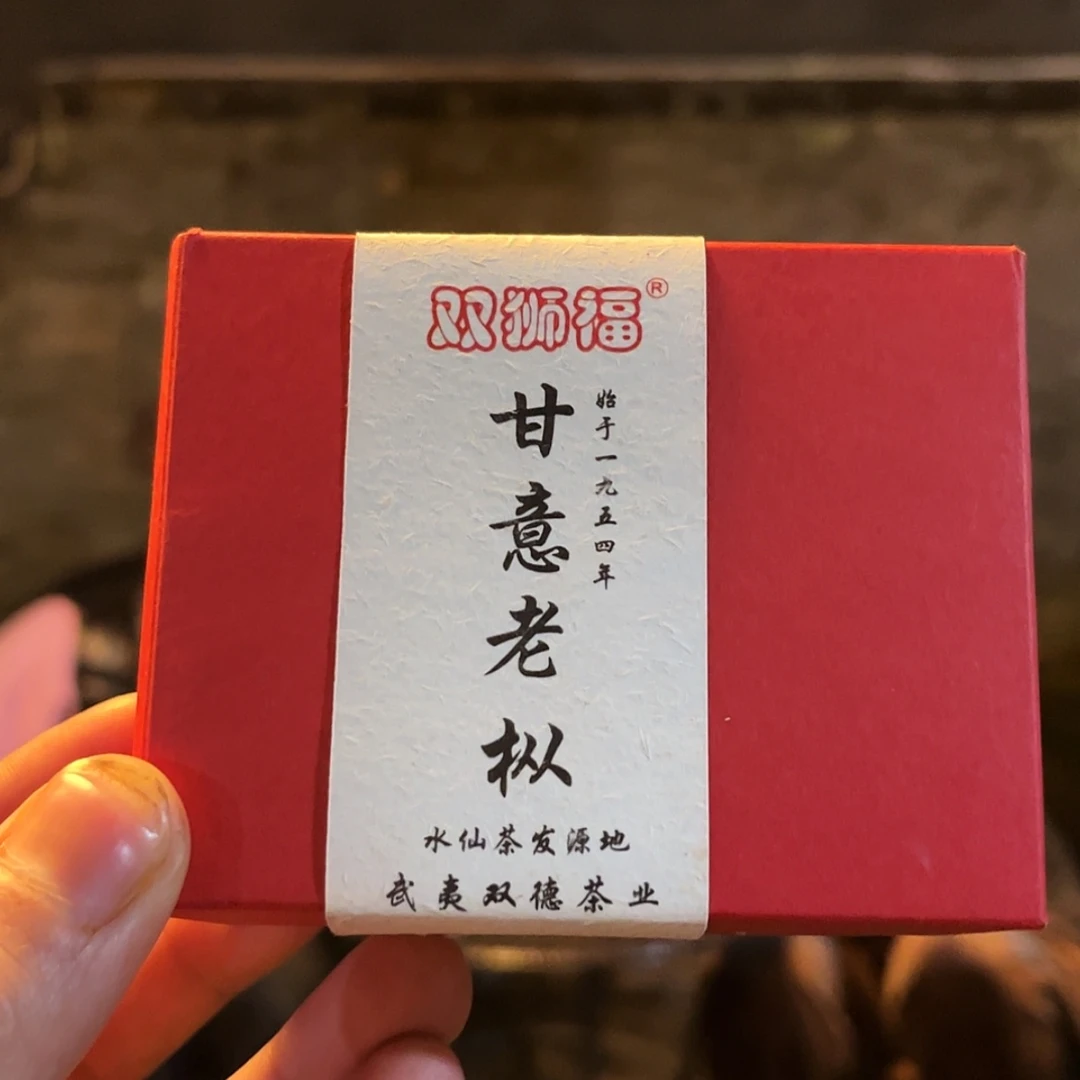 双狮福®
始于一九五四年
甘意老枞
水仙茶发源地
武夷双德茶业